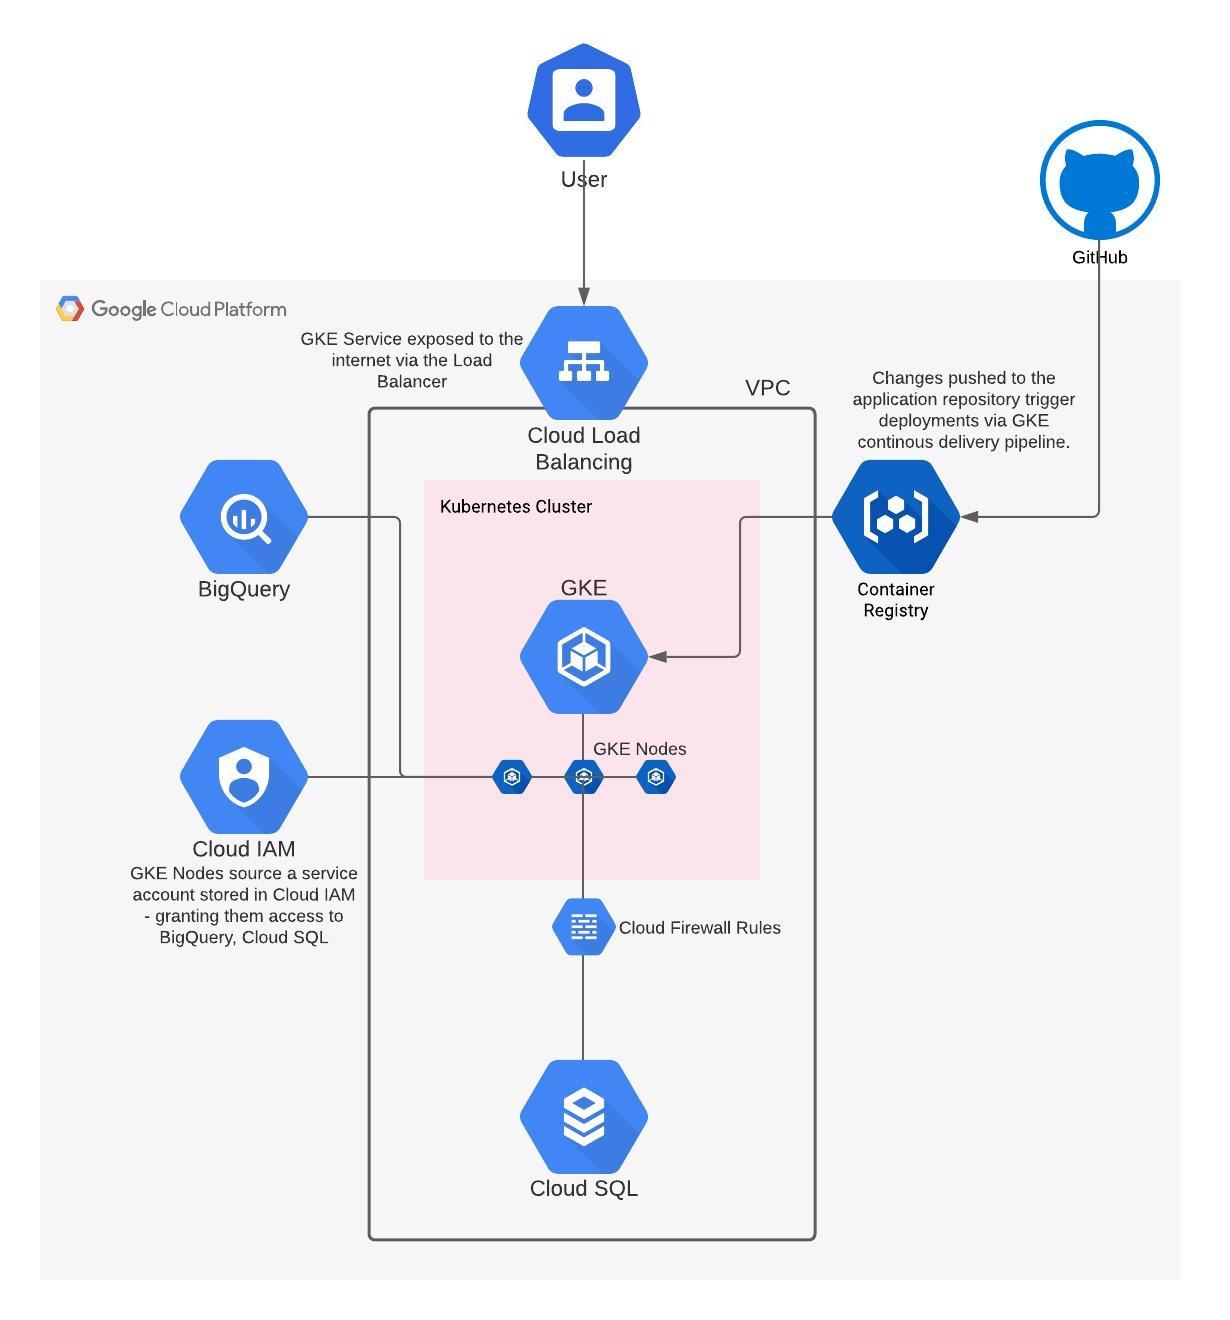 User
GitHub
Google Cloud Platform
GKE Service exposed to the
internet via the Load
Balancer
VPC
Changes pushed to the
application repository trigger
deployments via GKE
continous delivery pipeline.
Cloud Load
Balancing
Kubernetes Cluster
BigQuery
GKE
Container
Registry
GKE Nodes
Cloud IAM
GKE Nodes source a service
account stored in Cloud IAM
- granting them access to
BigQuery, Cloud SQL
Cloud Firewall Rules
Cloud SQL